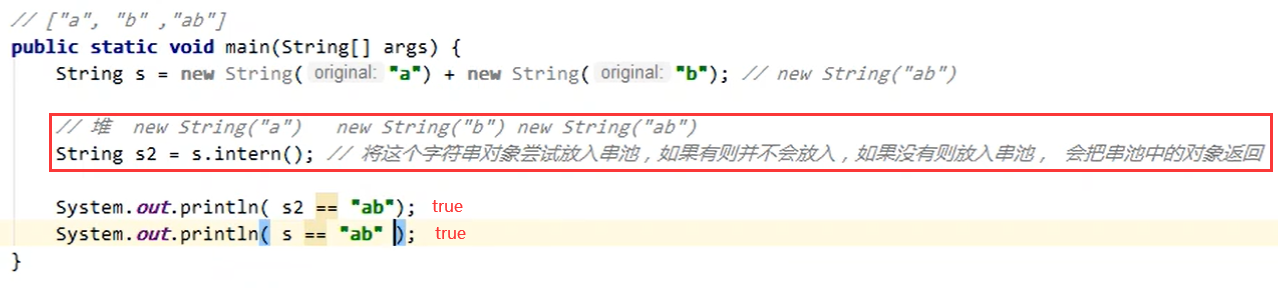 // ["a", "b" ,"ab"]
public static void main(String[] args) {
String s = new String( original: "a") + new String( original: "b"); // new String("ab")
// 堆 new String("a") new String("b") new String("ab")
String s2 = s.intern(); // 将这个字符串对象尝试放入串池，如果有则并不会放入，如果没有则放入串池， 会把串池中的对象返回
System.out.println( s2 == "ab"); true
System.out.println( s == "ab" ); true
}